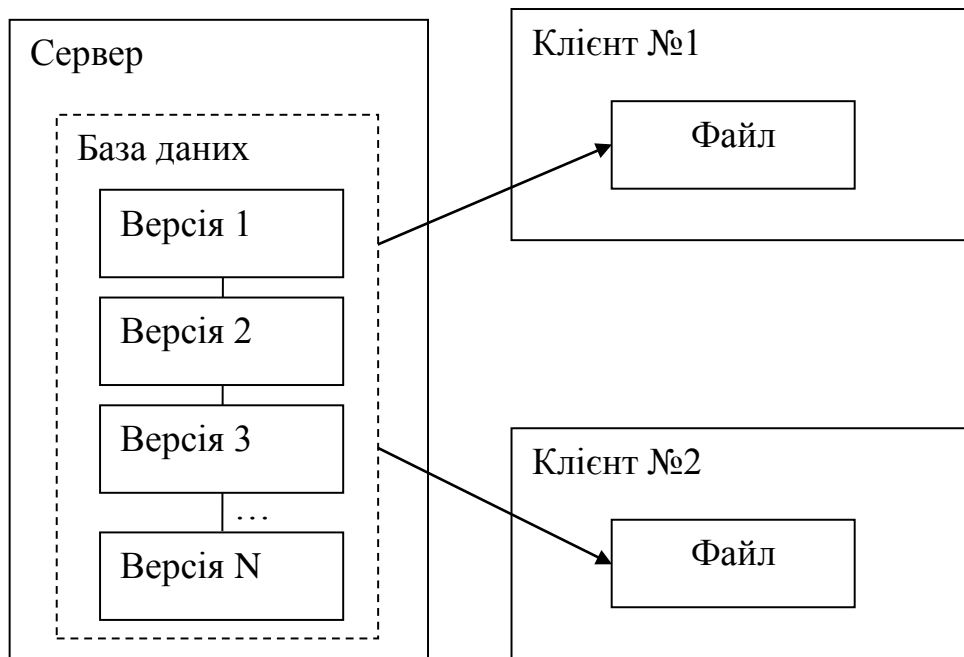 Сервер
База даних
Версія 1
Версія 2
Версія 3
…
Версія N
Клієнт №1
Файл
Клієнт №2
Файл